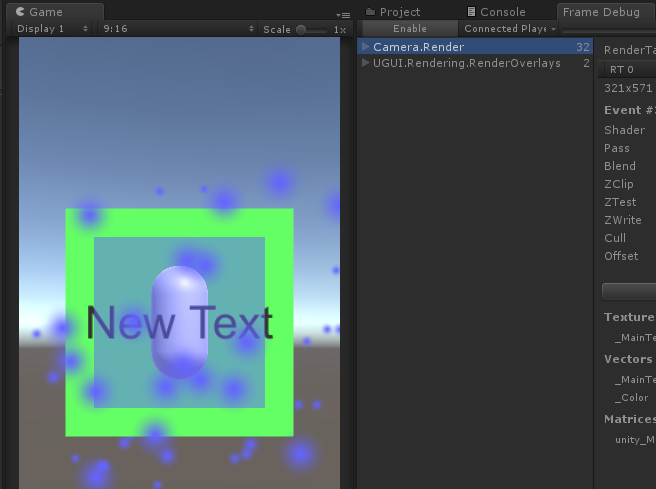 Game
Project
Console
Frame Debug
Display 1
9:16
Scale
1x
Enable
Connected Playe
Camera.Render
32
UGUI.Rendering.RenderOverlays
2
RenderTa
RT 0
321x571
Event #
Shader
Pass
Blend
ZClip
ZTest
ZWrite
Cull
Offset
New Text
Texture
_MainTe
Vectors
_MainTe
_Color
Matrices
unity_M